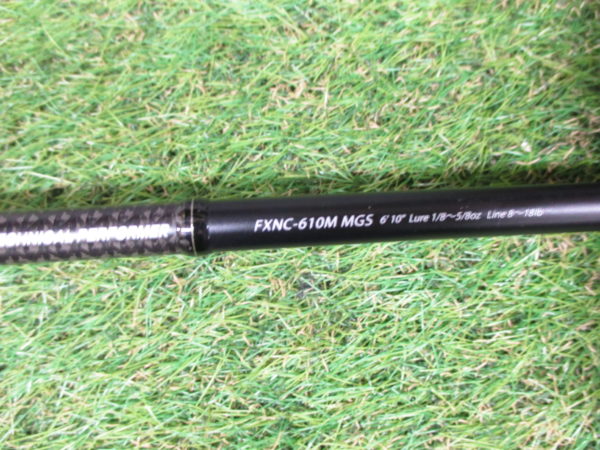 FXNC-610M MGS 6'10" Lure 1/8〜5/8oz Line 8〜18lb